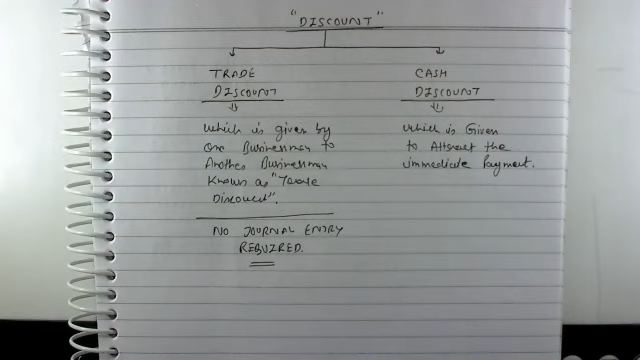 "DISCOUNT"
TRADE
DISCOUNT
which is given by
one Businessman to
Another Businessman
Known as "Trade
Discount".
NO JOURNAL ENTRY
REQUIRED.
CASH
DISCOUNT
which is Given
to Attract the
immediate Payment.